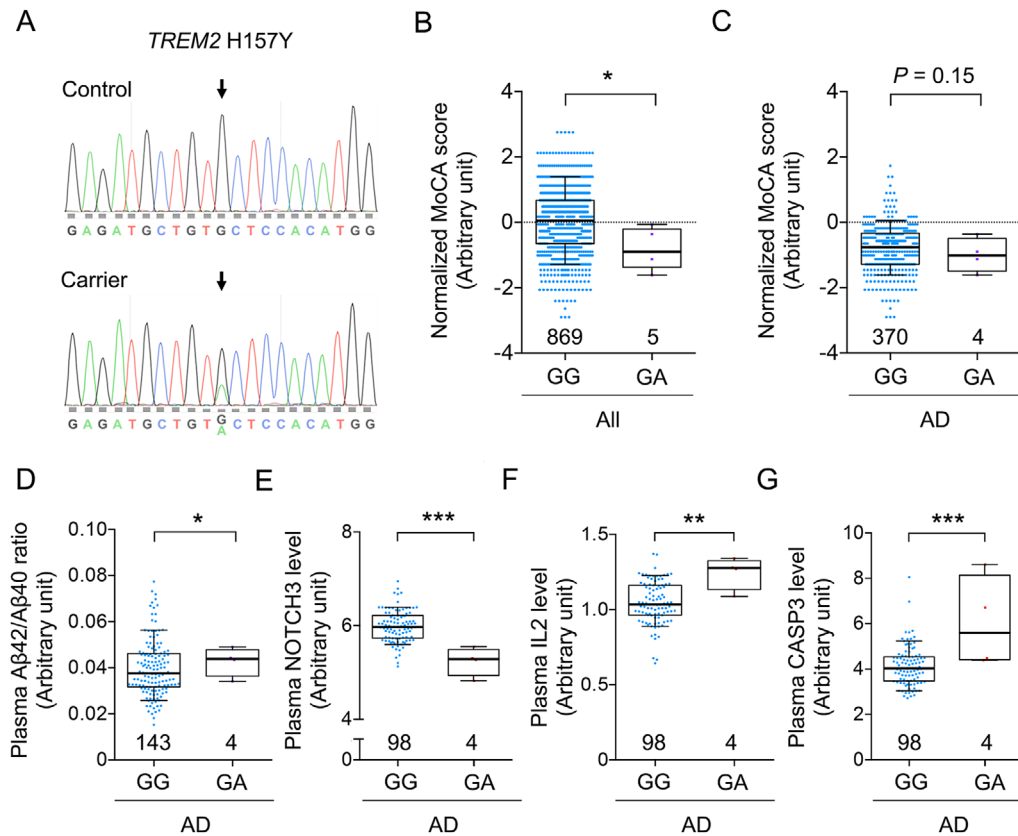 A
TREM2 H157Y
Control
GAGATGCTGTGCTCCACATGG
Carrier
GAGATGCTGTGCTCCACATGG
A
B
Normalized MoCA score
(Arbitrary unit)
4
2
0
-2
-4
*
869
5
GG
GA
All
C
Normalized MoCA score
(Arbitrary unit)
4
2
0
-2
-4
P = 0.15
370
4
GG
GA
AD
D
Plasma Aβ42/Aβ40 ratio
(Arbitrary unit)
0.10
0.08
0.06
0.04
0.02
0
*
143
4
GG
GA
AD
E
Plasma NOTCH3 level
(Arbitrary unit)
8
6
4
0
***
98
4
GG
GA
AD
F
Plasma IL2 level
(Arbitrary unit)
1.5
1.0
0.5
0
**
98
4
GG
GA
AD
G
Plasma CASP3 level
(Arbitrary unit)
10
8
6
4
2
0
***
98
4
GG
GA
AD